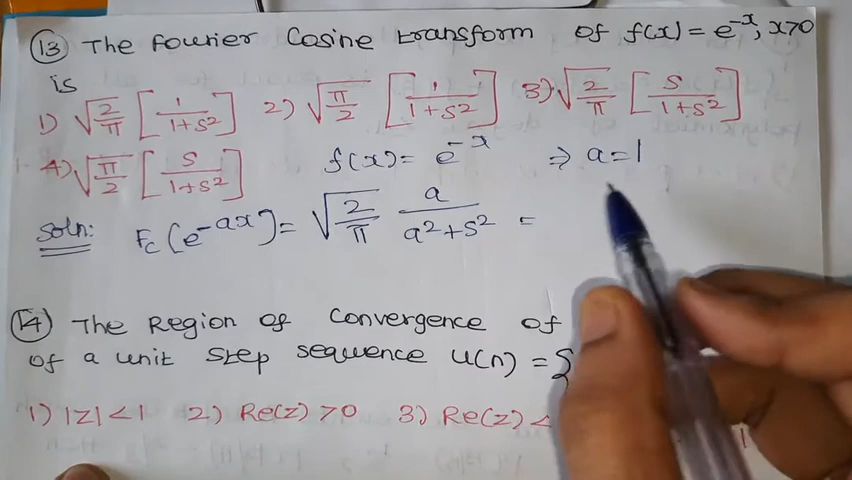 (13) The Fourier Cosine transform of f(x) = e^-x, x>0
is
1) √(2/π) [1/(1+s²)] 2) √(π/2) [1/(1+s²)] 3) √(2/π) [s/(1+s²)]
4) √(π/2) [s/(1+s²)] f(x) = e^-x ⇒ a=1
Soln: Fc(e^-ax) = √(2/π) a/(a²+s²) =
(14) The Region of Convergence of
of a unit step sequence u(n) = {
1) |z|<1 2) Re(z) >0 3) Re(z) <